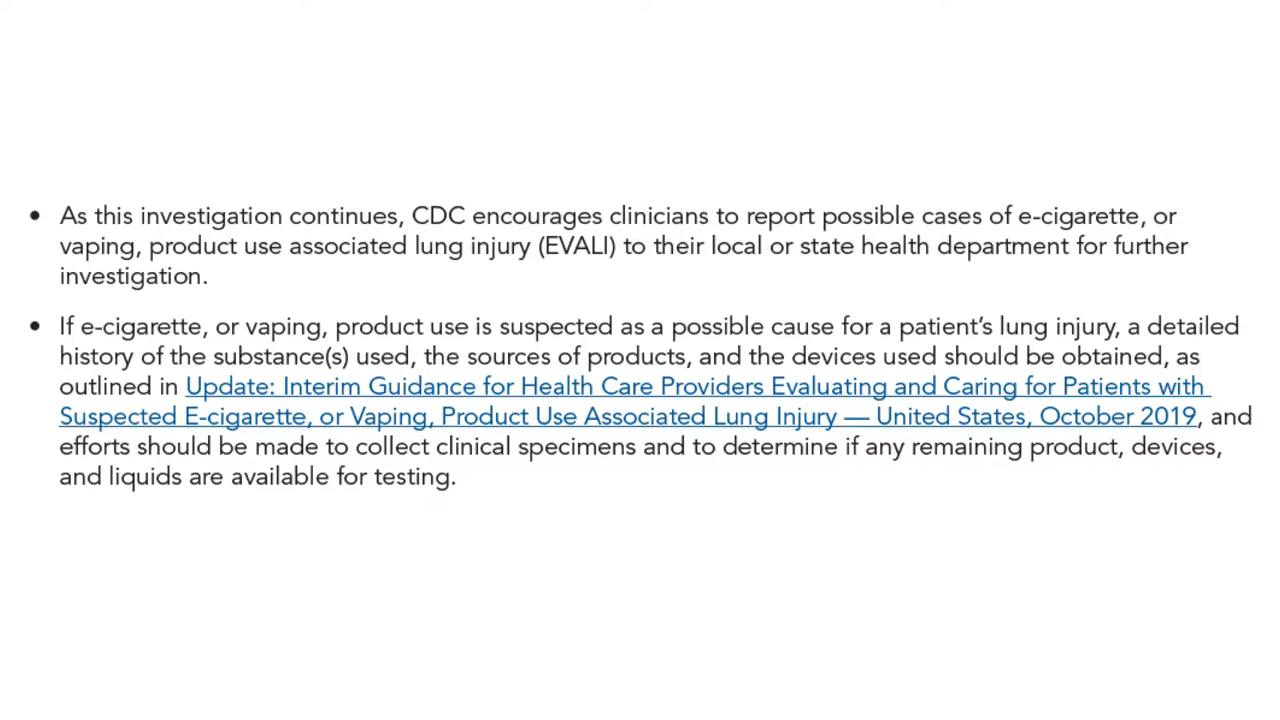 • As this investigation continues, CDC encourages clinicians to report possible cases of e-cigarette, or
vaping, product use associated lung injury (EVALI) to their local or state health department for further
investigation.
• If e-cigarette, or vaping, product use is suspected as a possible cause for a patient’s lung injury, a detailed
history of the substance(s) used, the sources of products, and the devices used should be obtained, as
outlined in Update: Interim Guidance for Health Care Providers Evaluating and Caring for Patients with
Suspected E-cigarette, or Vaping, Product Use Associated Lung Injury — United States, October 2019, and
efforts should be made to collect clinical specimens and to determine if any remaining product, devices,
and liquids are available for testing.